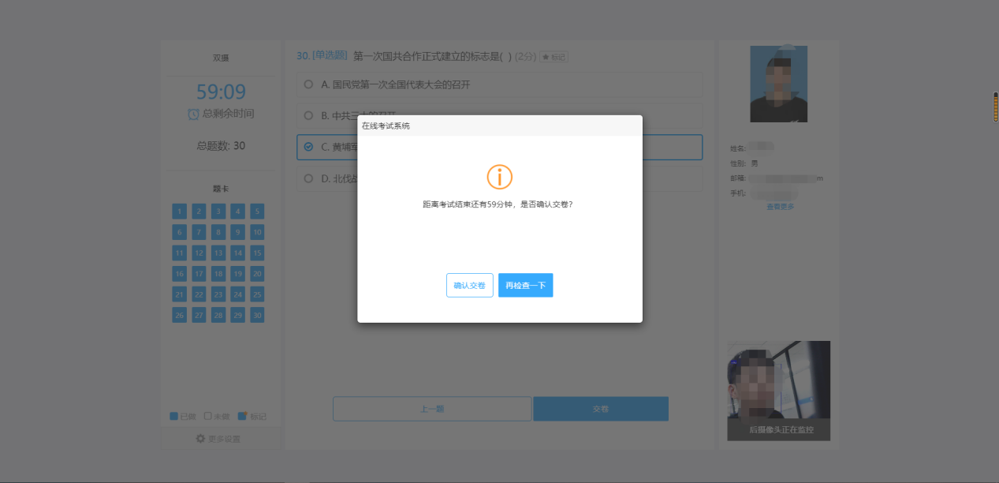 双摄
59:09
总剩余时间
总题数: 30
题卡
1 2 3 4 5
6 7 8 9 10
11 12 13 14 15
16 17 18 19 20
21 22 23 24 25
26 27 28 29 30
已做 未做 标记
更多设置
30. [单选题] 第一次国共合作正式建立的标志是( ) (2分) ★ 标记
A. 国民党第一次全国代表大会的召开
B. 中共三大的召开
C. 黄埔军
D. 北伐战
在线考试系统
距离考试结束还有59分钟，是否确认交卷?
确认交卷 再检查一下
上一题 交卷
姓名:
性别: 男
邮箱: m
手机:
查看更多
后摄像头正在监控